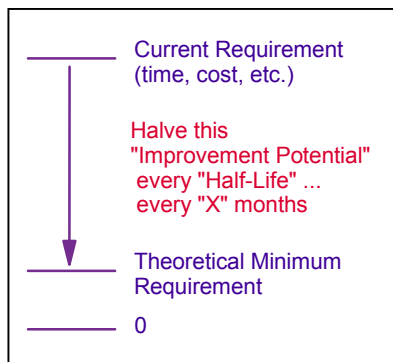 Current Requirement
(time, cost, etc.)
Halve this
"Improvement Potential"
every "Half-Life" ...
every "X" months
Theoretical Minimum
Requirement
0